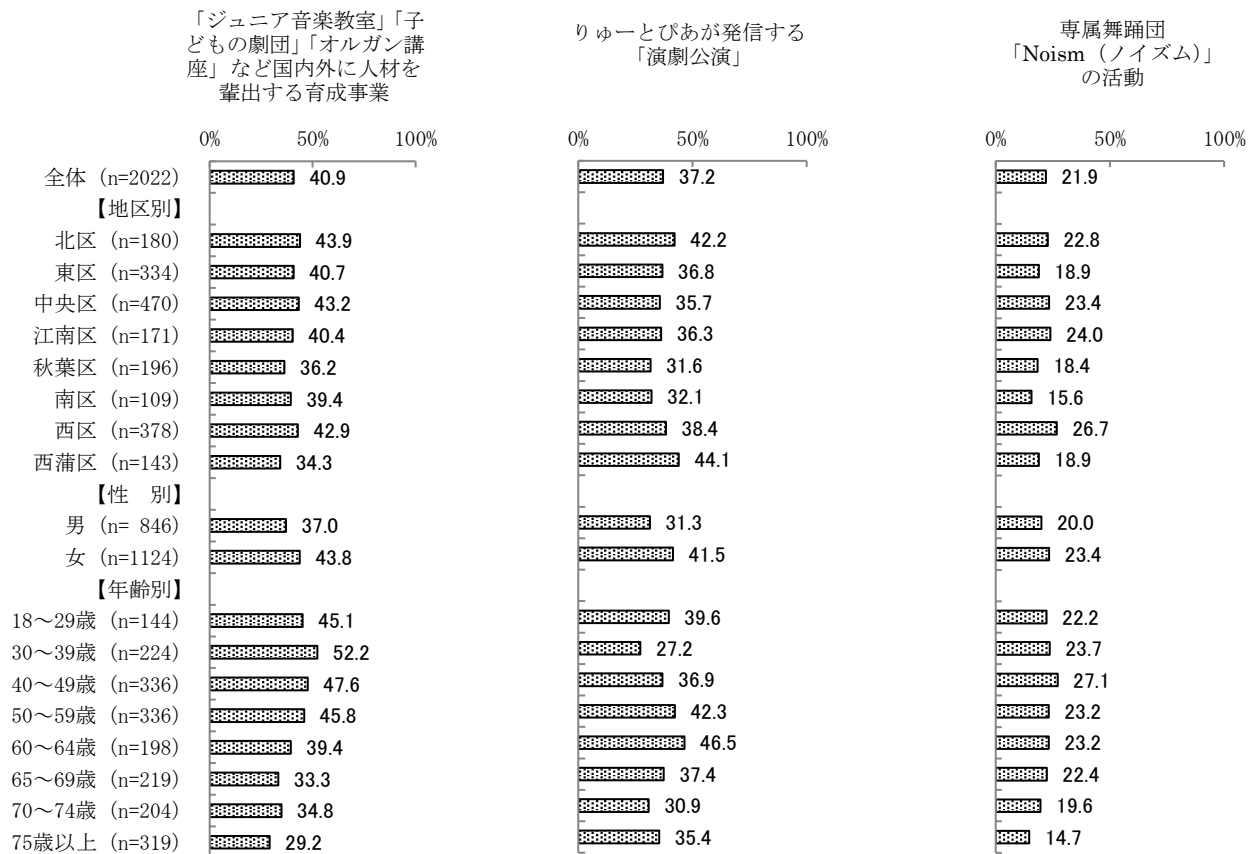 「ジュニア音楽教室」「子
どもの劇団」「オルガン講
座」など国内外に人材を
輩出する育成事業
りゅーとぴあが発信する
「演劇公演」
専属舞踊団
「Noism（ノイズム）」
の活動
0% 50% 100% 0% 50% 100% 0% 50% 100%
全体（n=2022） 40.9 37.2 21.9
【地区別】
北区（n=180） 43.9 42.2 22.8
東区（n=334） 40.7 36.8 18.9
中央区（n=470） 43.2 35.7 23.4
江南区（n=171） 40.4 36.3 24.0
秋葉区（n=196） 36.2 31.6 18.4
南区（n=109） 39.4 32.1 15.6
西区（n=378） 42.9 38.4 26.7
西蒲区（n=143） 34.3 44.1 18.9
【性　別】
男（n= 846） 37.0 31.3 20.0
女（n=1124） 43.8 41.5 23.4
【年齢別】
18～29歳（n=144） 45.1 39.6 22.2
30～39歳（n=224） 52.2 27.2 23.7
40～49歳（n=336） 47.6 36.9 27.1
50～59歳（n=336） 45.8 42.3 23.2
60～64歳（n=198） 39.4 46.5 23.2
65～69歳（n=219） 33.3 37.4 22.4
70～74歳（n=204） 34.8 30.9 19.6
75歳以上（n=319） 29.2 35.4 14.7